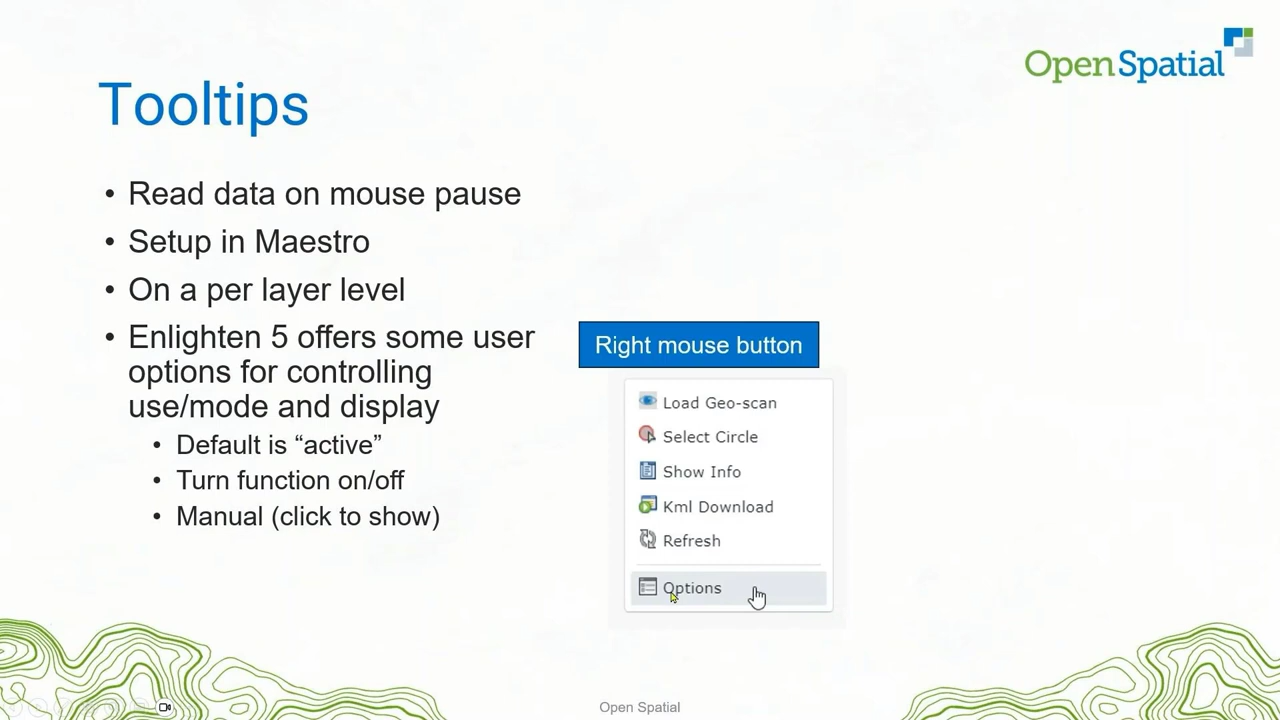 Open Spatial
Tooltips
• Read data on mouse pause
• Setup in Maestro
• On a per layer level
• Enlighten 5 offers some user
options for controlling
use/mode and display
• Default is “active”
• Turn function on/off
• Manual (click to show)
Right mouse button
Load Geo-scan
Select Circle
Show Info
Kml Download
Refresh
Options
Open Spatial